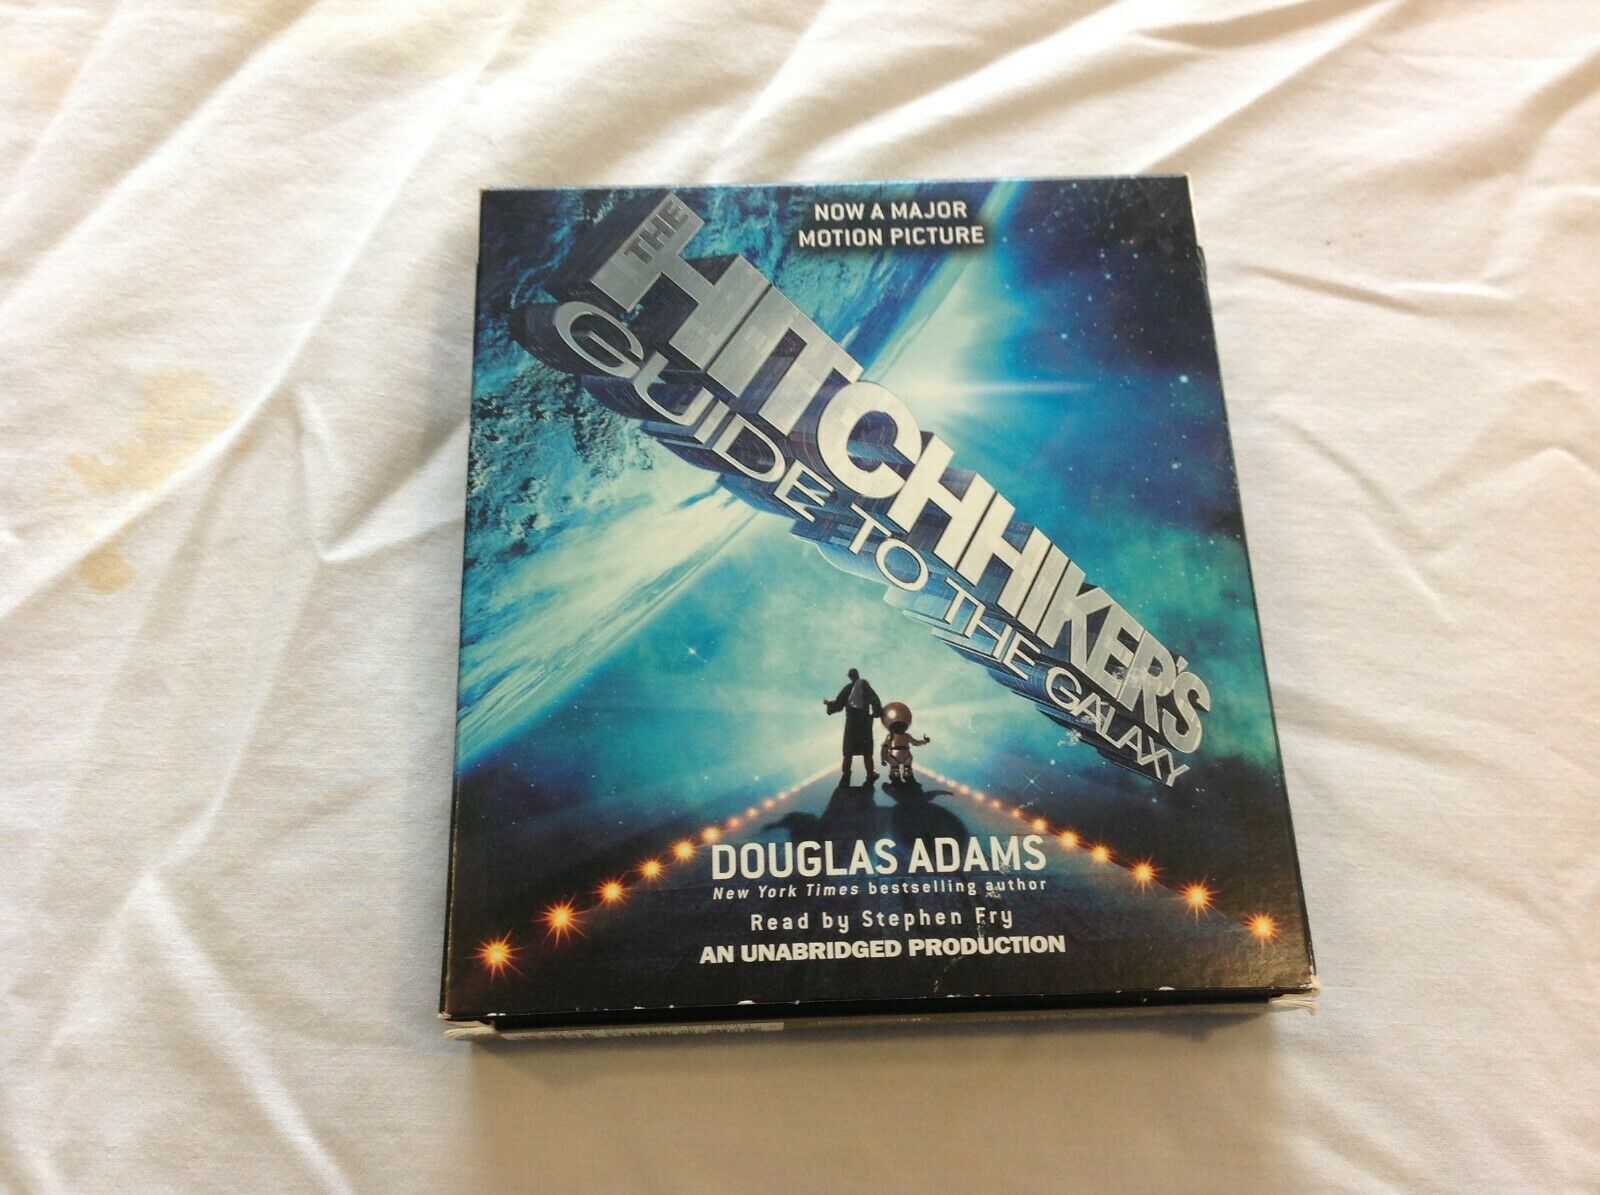 NOW A MAJOR
MOTION PICTURE
THE
HITCHHIKER'S
GUIDE TO THE GALAXY
DOUGLAS ADAMS
New York Times bestselling author
Read by Stephen Fry
AN UNABRIDGED PRODUCTION